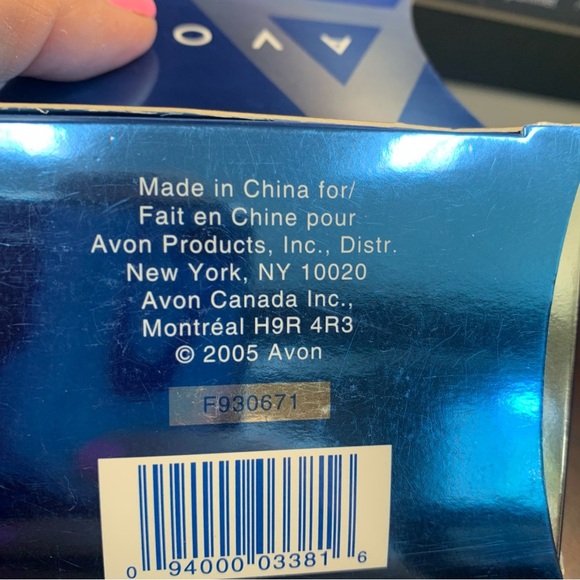 AVO
Made in China for/
Fait en Chine pour
Avon Products, Inc., Distr.
New York, NY 10020
Avon Canada Inc.,
Montréal H9R 4R3
© 2005 Avon
F930671
0 94000 03381 6